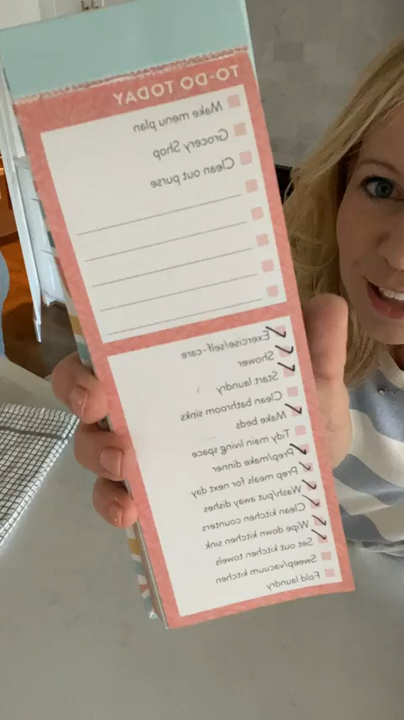 TO-DO TODAY
Make menu plan
Grocery Shop
Clean out purse
Exercise/self-care
Shower
Start laundry
Clean bathroom sinks
Make beds
Tidy main living space
Prep/make dinner
Prep meals for next day
Wash/put away dishes
Clean kitchen counters
Wipe down kitchen sink
Set out kitchen towels
Sweep/vacuum kitchen
Fold laundry